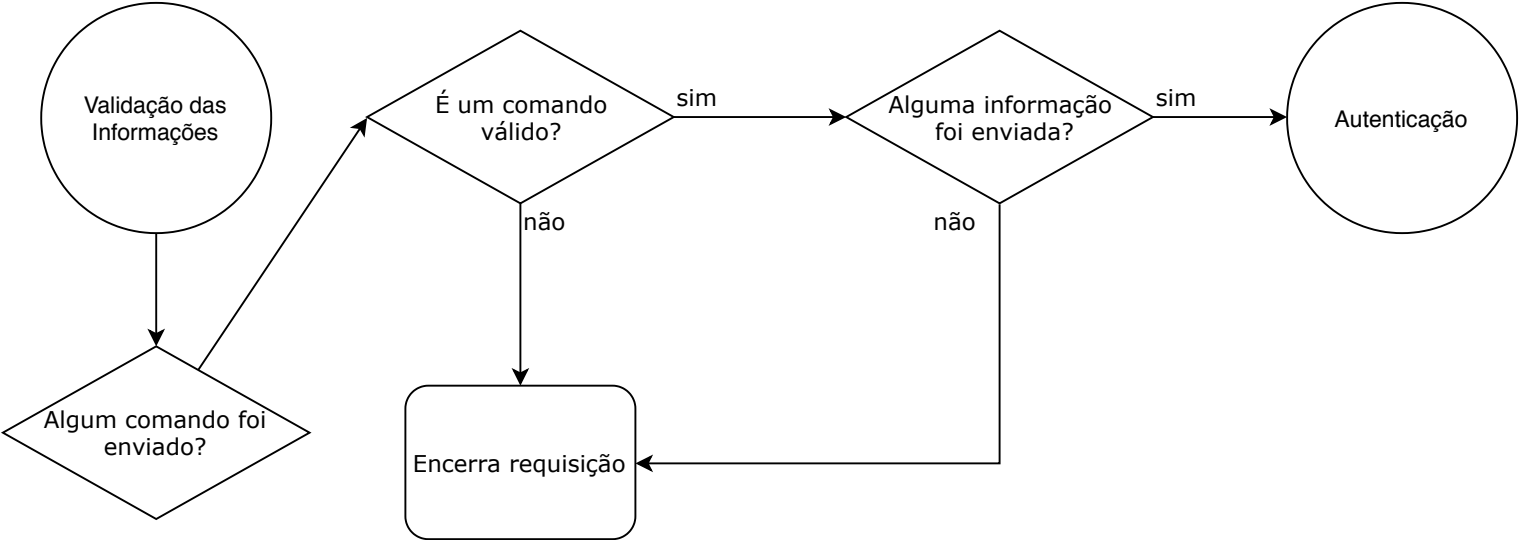 Validação das
Informações
É um comando
válido?
sim
Alguma informação
foi enviada?
sim
Autenticação
não
não
Algum comando foi
enviado?
Encerra requisição